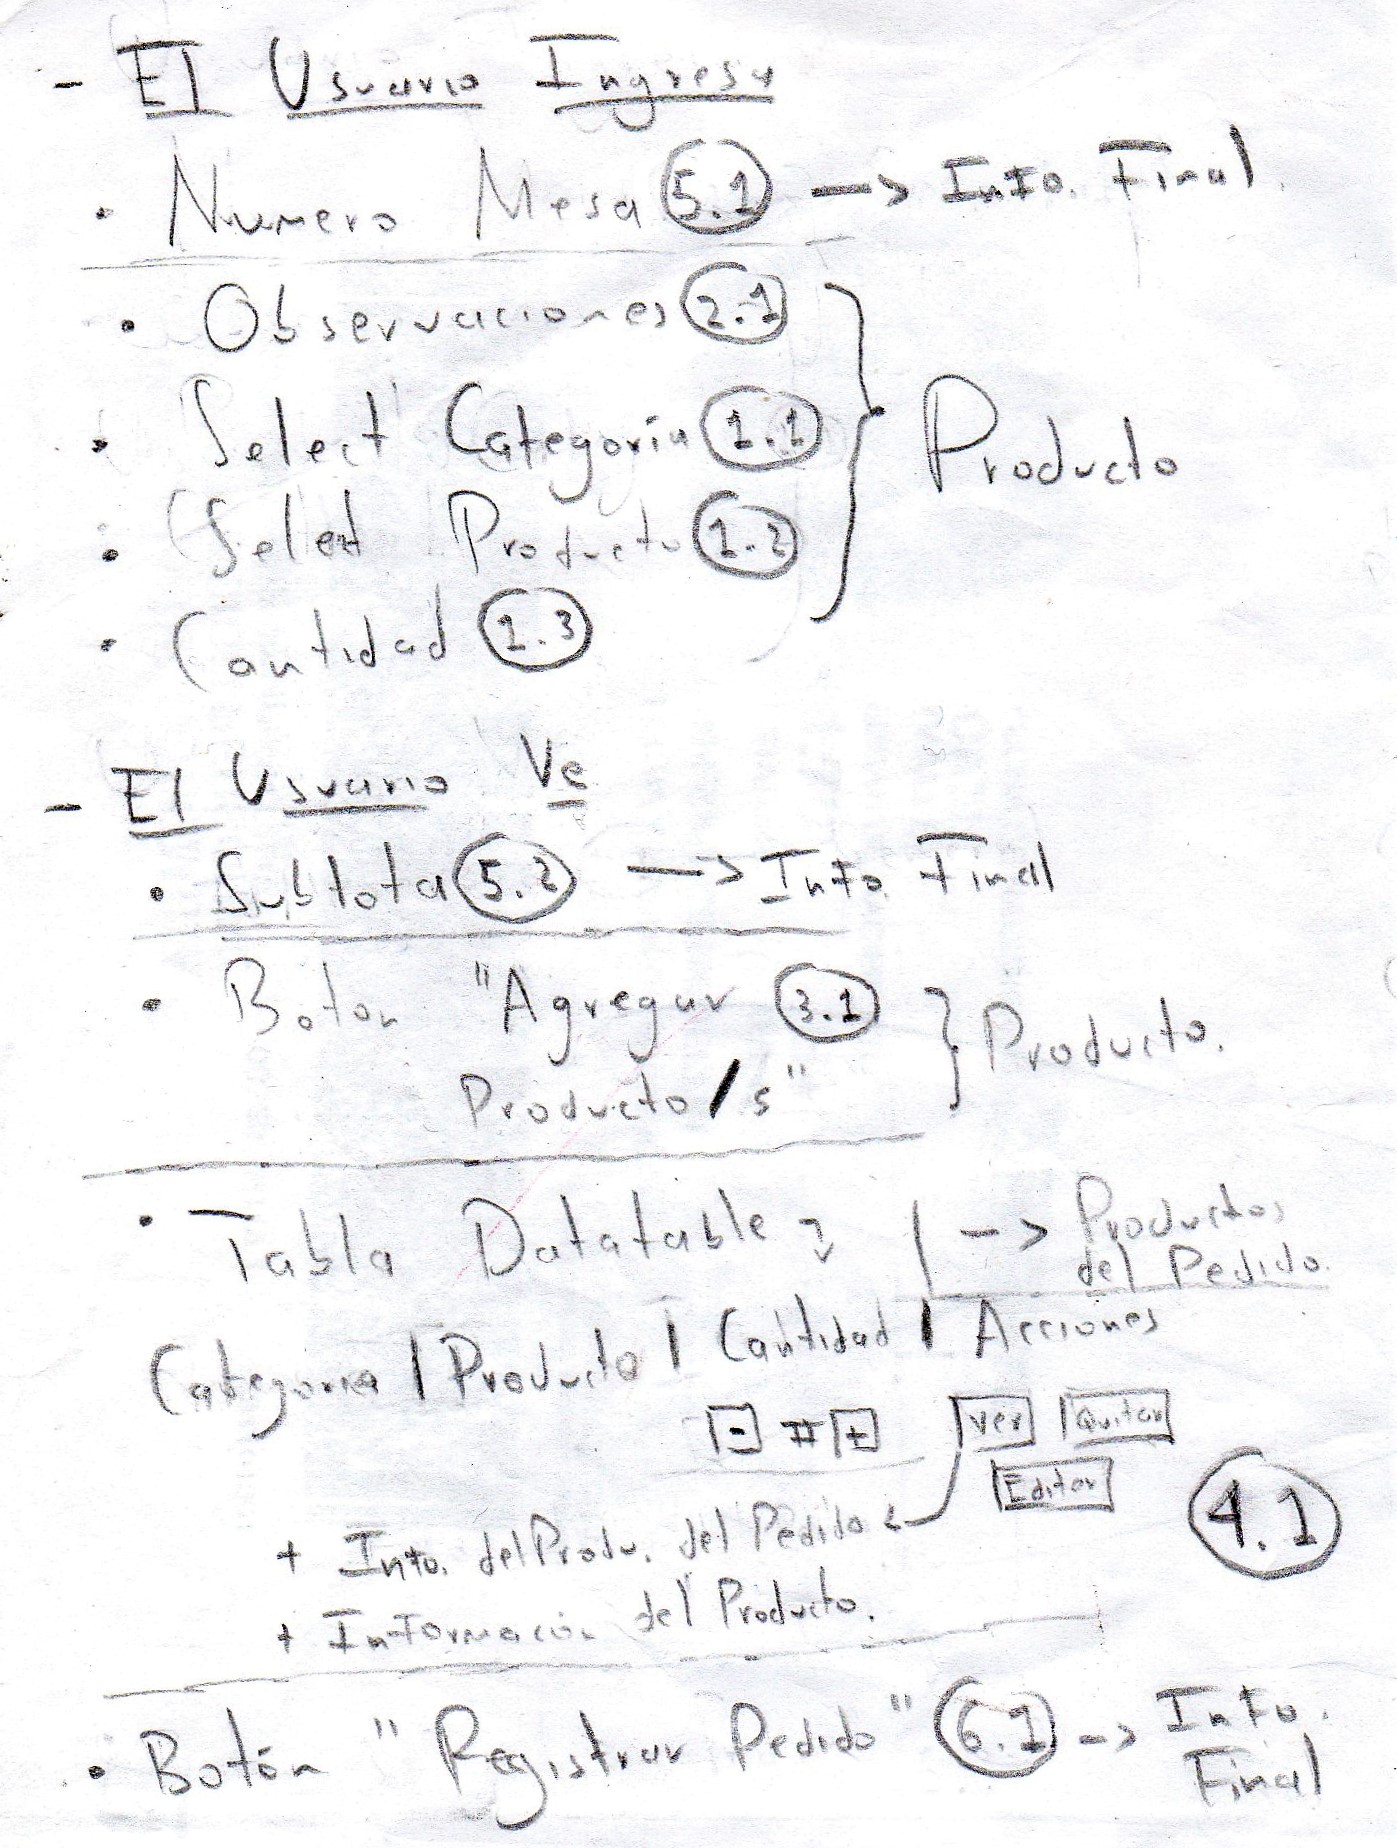 - El Usuario Ingresa
• Numero Mesa 5.1 -> Info. Final.
• Observaciones 2.1
• Select Categoría 1.1
Producto
• Select Producto 1.2
• Cantidad 1.3
- El Usuario Ve
• Subtota 5.2 -> Info. Final
• Boton "Agregar 3.1
Producto/s"
Producto.
• Tabla Datatable -> Productos
del Pedido.
Categoria | Producto | Cantidad | Acciones
- # + Ver Quitar
Editar
4.1
+ Info. del Produ. del Pedido
+ Información del Producto.
• Botón "Registrar Pedido" 6.1 -> Info.
Final